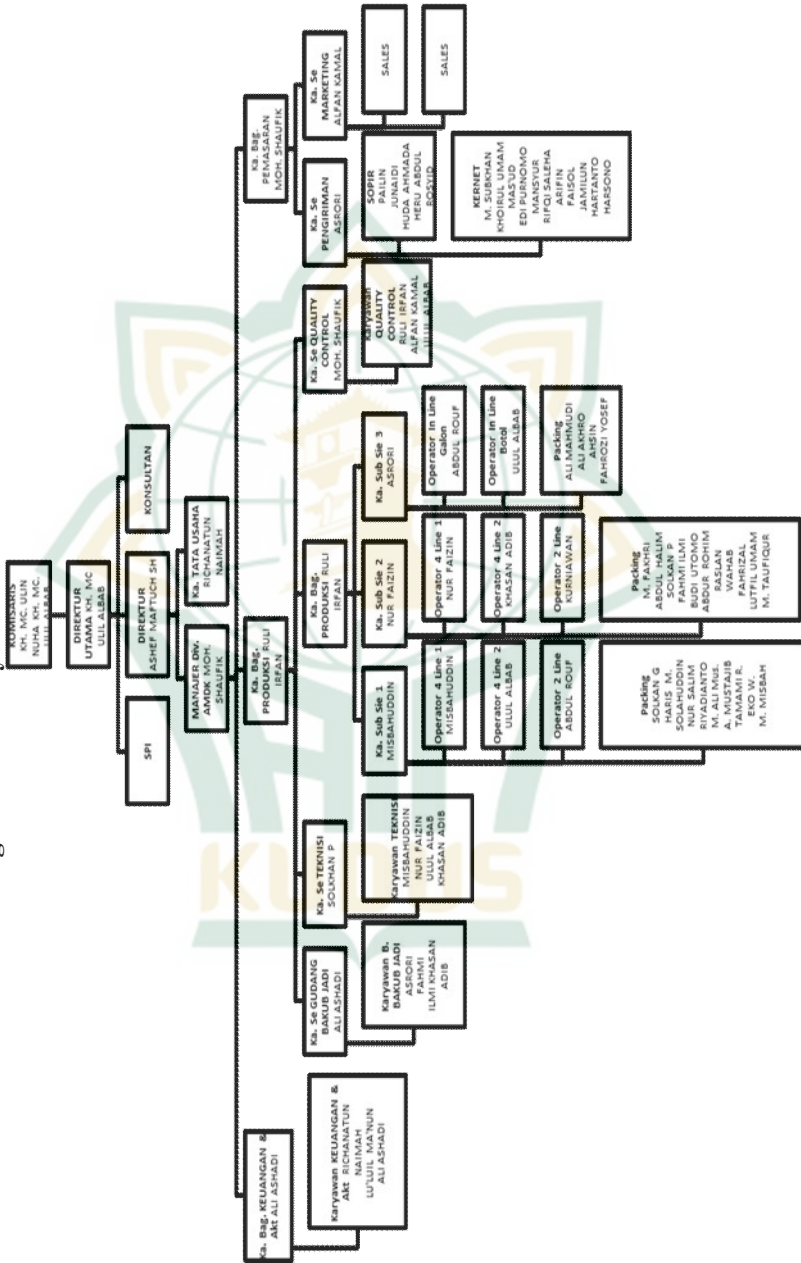 KOMISARIS
KH. MC. ULIN
NUHA KH. MC.
ULIL ALBAB
DIREKTUR
UTAMA KH. MC
ULIL ALBAB
SPI
DIREKTUR
ASHEF MAFTUCH SH
KONSULTAN
MANAJER Div.
AMDK MOH.
SHAUFIK
Ka. TATA USAHA
RICHANATUN
NAIMAH
Ka. Bag. KEUANGAN &
Akt ALI ASHADI
Ka. Bag.
PRODUKSI RULI
IRFAN
Ka. Bag.
PEMASARAN
MOH. SHAUFIK
Karyawan KEUANGAN &
Akt RICHANATUN
NAIMAH
LU'LUIL MA'NUN
ALI ASHADI
Ka. Se GUDANG
BAKUB JADI
ALI ASHADI
Ka. Se TEKNISI
SOLKHAN P
Ka. Bag.
PRODUKSI RULI
IRFAN
Ka. Se QUALITY
CONTROL
MOH. SHAUFIK
Ka. Se
PENGIRIMAN
ASRORI
Ka. Se
MARKETING
ALFAN KAMAL
Karyawan B.
BAKUB JADI
ASRORI
FAHMI
ILMI KHASAN
ADIB
Karyawan TEKNISI
MISBAHUDDIN
NUR FAIZIN
ULUL ALBAB
KHASAN ADIB
Ka. Sub Sie 1
MISBAHUDDIN
Ka. Sub Sie 2
NUR FAIZIN
Ka. Sub Sie 3
ASRORI
Karyawan
QUALITY
CONTROL
RULI IRFAN
ALFAN KAMAL
ULUL ALBAB
SOPIR
PAILIN
JUNAIDI
HUDA AHMADA
HERU ABDUL
ROSYID
SALES
SALES
Operator 4 Line 1
MISBAHUDDIN
Operator 4 Line 1
NUR FAIZIN
Operator In Line
Galon
ABDUL ROUF
Operator 4 Line 2
ULUL ALBAB
Operator 4 Line 2
KHASAN ADIB
Operator In Line
Botol
ULUL ALBAB
Operator 2 Line
ABDUL ROUF
Operator 2 Line
KURNIAWAN
Packing
ALI MAHMUDI
ALI AKHRO
AHSIN
FAHROZI YOSEF
KERNET
M. SUBKHAN
KHOIRUL UMAM
MAS'UD
EDI PURNOMO
MANSYUR
RIFQI SALEHA
ARIFIN
FAISOL
JAMILUN
HARTANTO
HARSONO
Packing
SOLKAN G
HARIS M.
SOLAHUDDIN
NUR SALIM
RIYADIANTO
M. ALI Mus.
A. MUSTAJIB
TAMAMI R.
EKO W.
M. MISBAH
Packing
M. FAKHRI
ABDUL HALIM
SOLKAN P
FAHMI ILMI
BUDI UTOMO
ABDUR ROHIM
RASLAN
WAHAB
FAHRIZAL
LUTFIL UMAM
M. TAUFIQUR
KUDUS